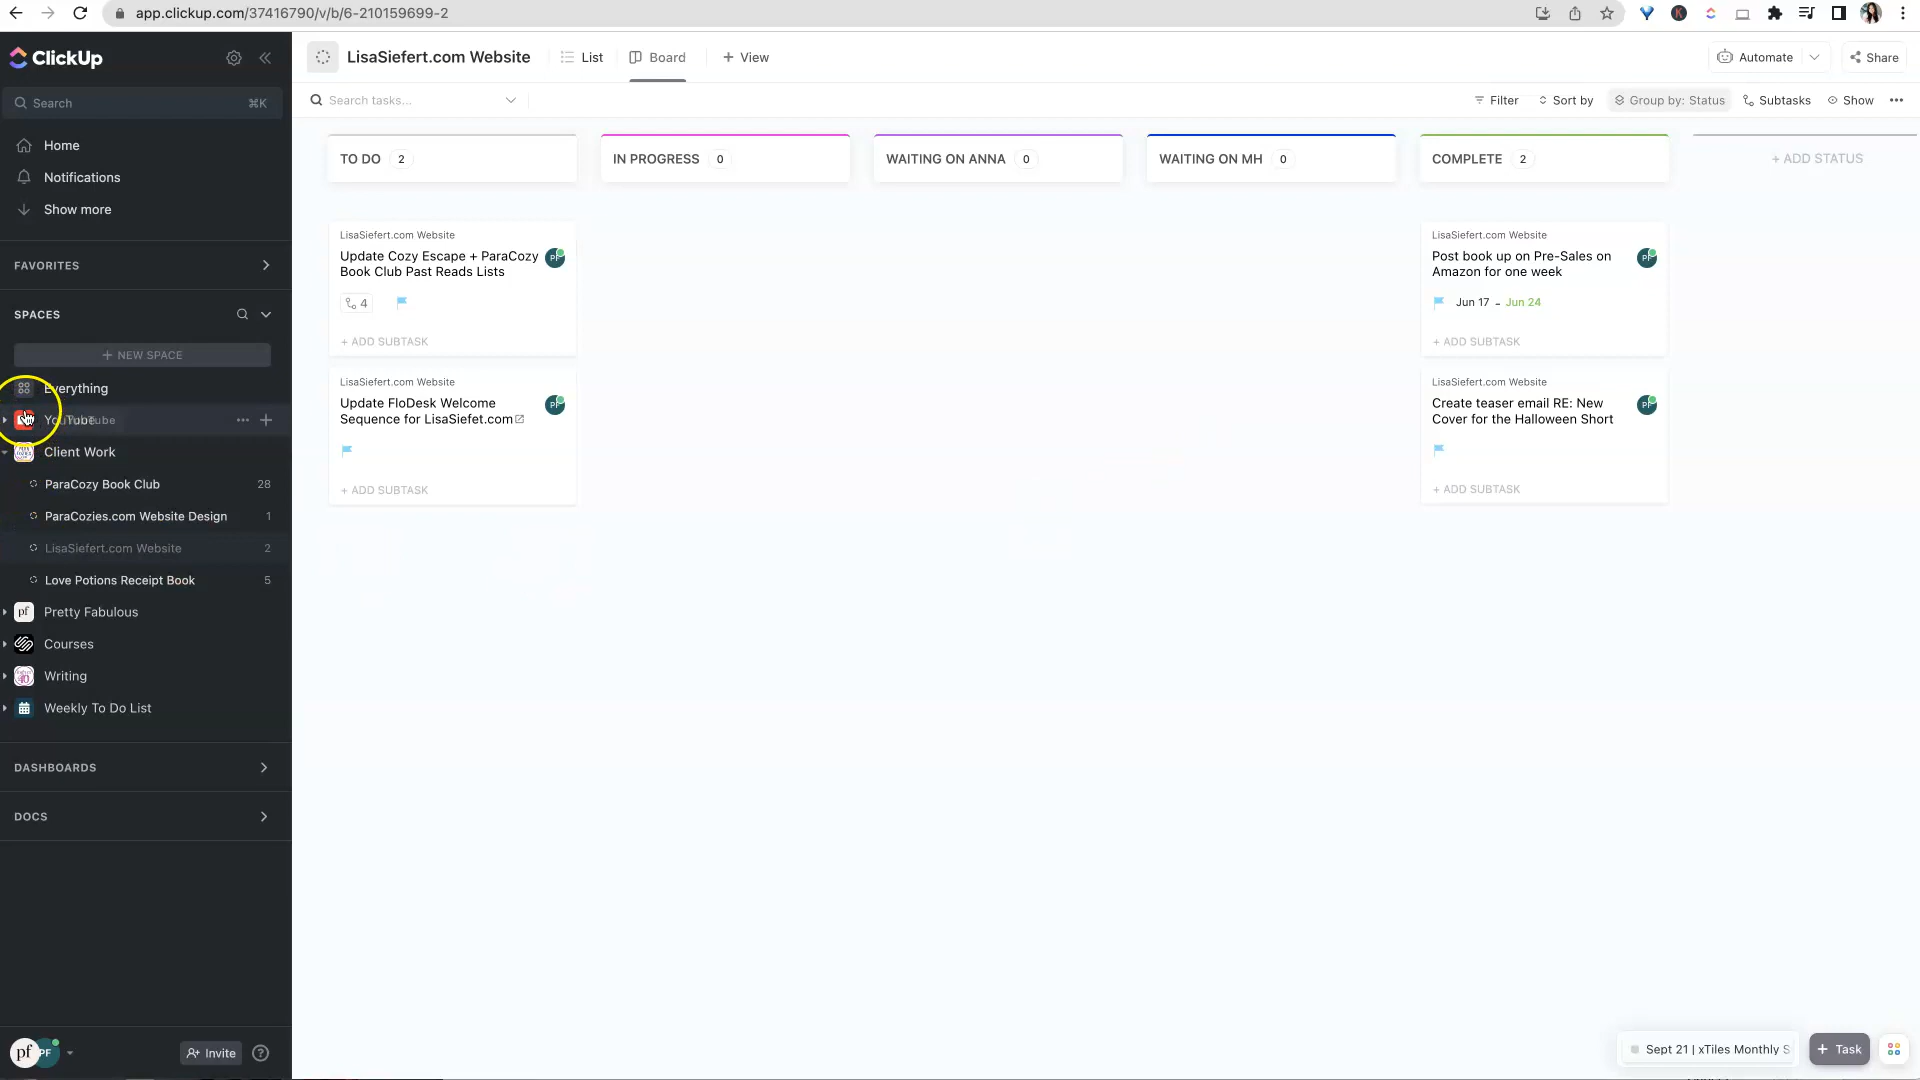 app.clickup.com/37416790/v/b/6-210159699-2
ClickUp
Search ⌘K
Home
Notifications
Show more
FAVORITES
SPACES
+ NEW SPACE
Everything
YouTube
Client Work
ParaCozy Book Club 28
ParaCozies.com Website Design 1
LisaSiefert.com Website 2
Love Potions Receipt Book 5
pf Pretty Fabulous
Courses
Writing
Weekly To Do List
DASHBOARDS
DOCS
pf PF
Invite
LisaSiefert.com Website List Board + View
Automate Share
Search tasks...
Filter Sort by Group by: Status Subtasks Show
TO DO 2
IN PROGRESS 0
WAITING ON ANNA 0
WAITING ON MH 0
COMPLETE 2
+ ADD STATUS
LisaSiefert.com Website
Update Cozy Escape + ParaCozy
Book Club Past Reads Lists
PF
4
+ ADD SUBTASK
LisaSiefert.com Website
Update FloDesk Welcome
Sequence for LisaSiefet.com
PF
+ ADD SUBTASK
LisaSiefert.com Website
Post book up on Pre-Sales on
Amazon for one week
PF
Jun 17 - Jun 24
+ ADD SUBTASK
LisaSiefert.com Website
Create teaser email RE: New
Cover for the Halloween Short
PF
+ ADD SUBTASK
Sept 21 | xTiles Monthly S
+ Task